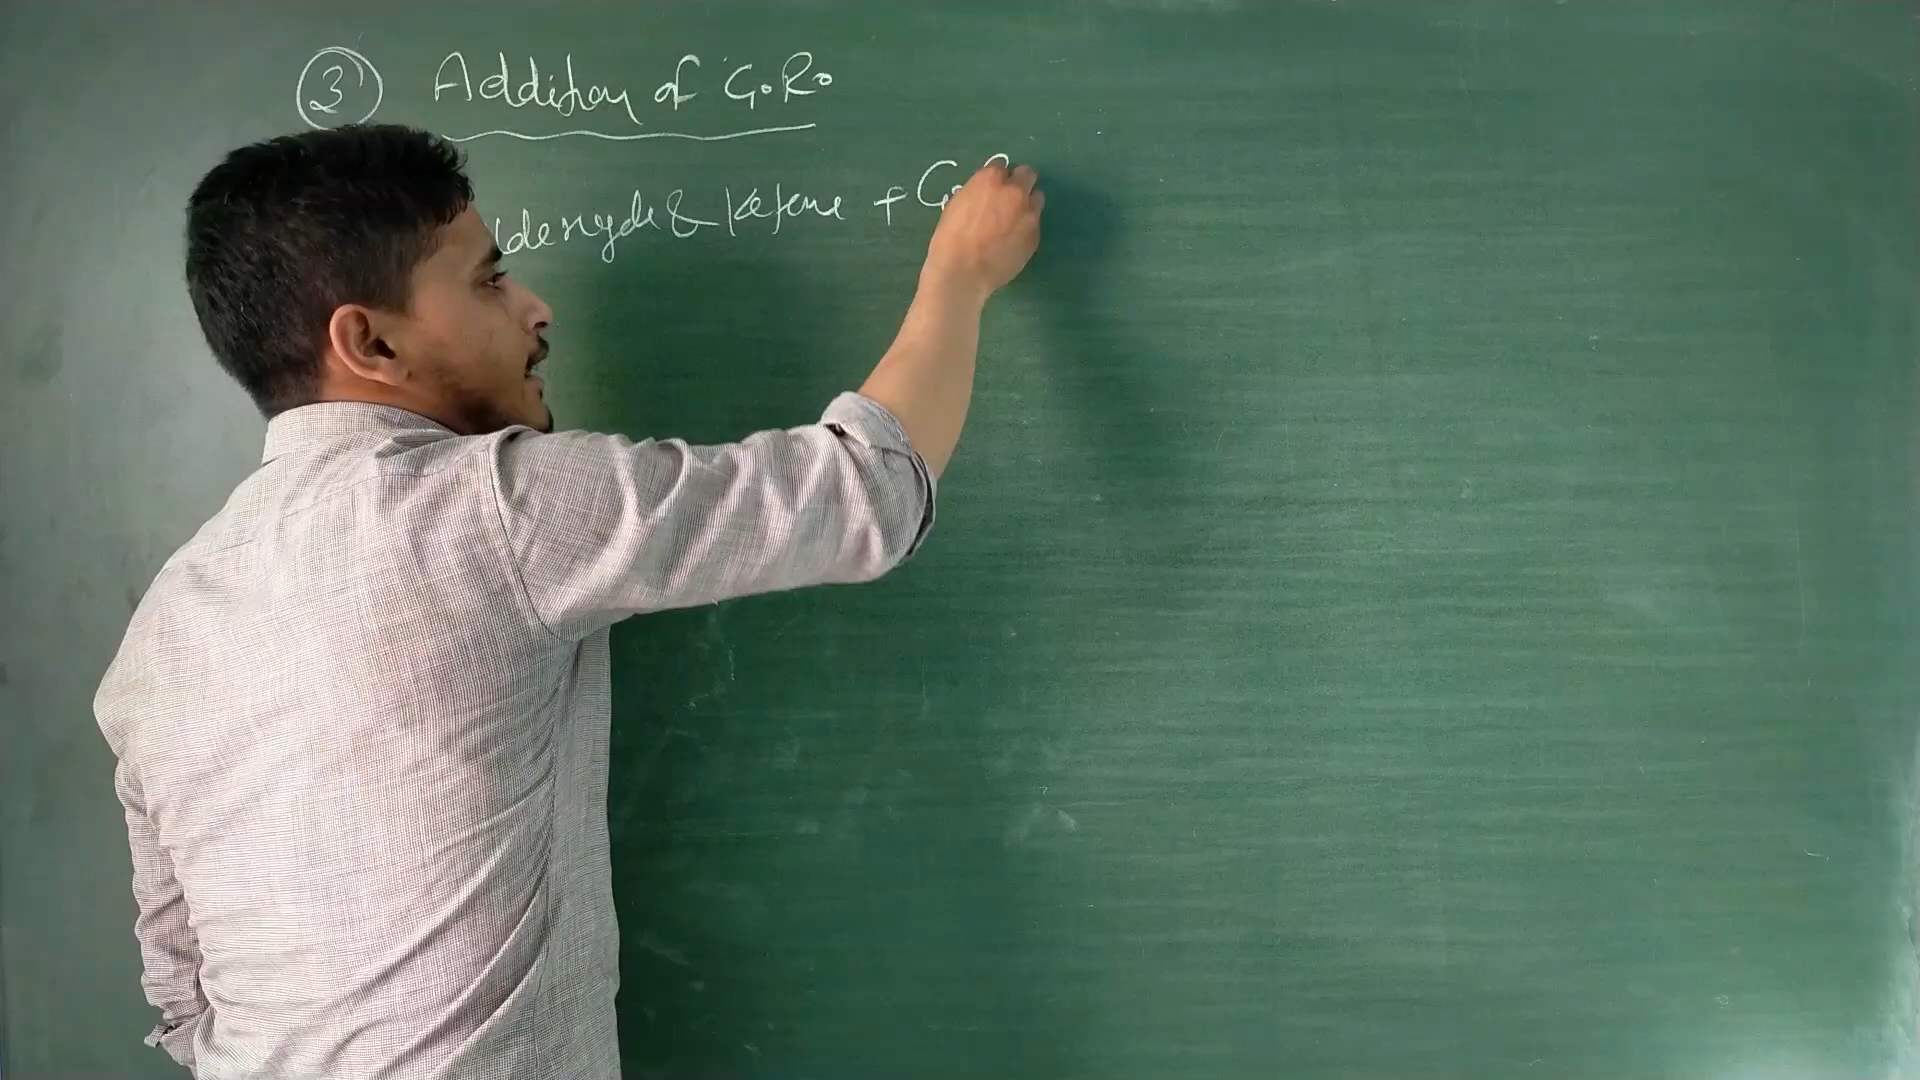 3 Addition of G.R.
ldehyde & Ketone + G.